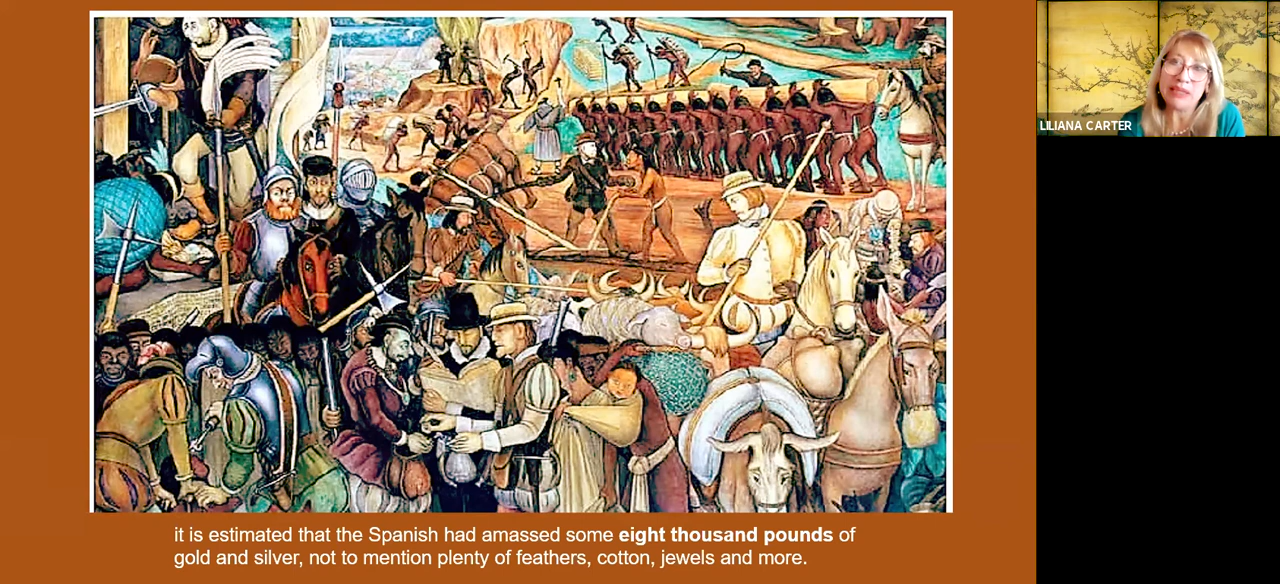 LILIANA CARTER
it is estimated that the Spanish had amassed some eight thousand pounds of
gold and silver, not to mention plenty of feathers, cotton, jewels and more.